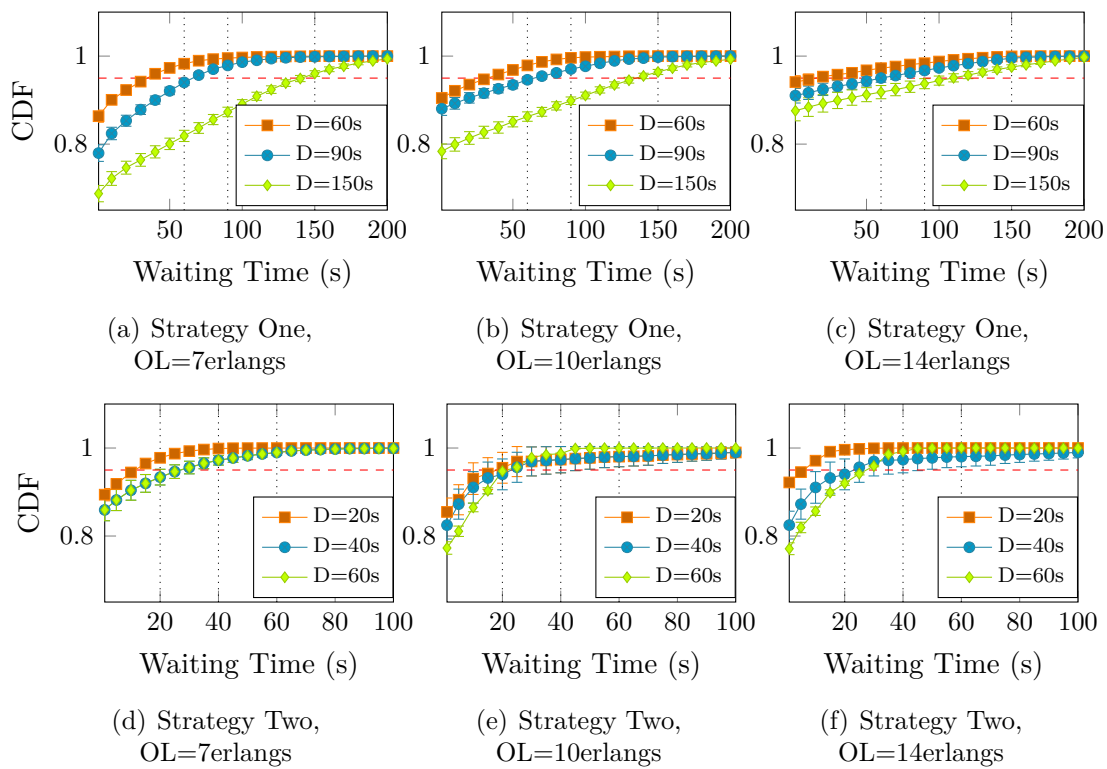 1
0.8
CDF
D=60s
D=90s
D=150s
50 100 150 200
Waiting Time (s)
(a) Strategy One,
OL=7erlangs
1
0.8
D=60s
D=90s
D=150s
50 100 150 200
Waiting Time (s)
(b) Strategy One,
OL=10erlangs
1
0.8
D=60s
D=90s
D=150s
50 100 150 200
Waiting Time (s)
(c) Strategy One,
OL=14erlangs
1
0.8
CDF
D=20s
D=40s
D=60s
20 40 60 80 100
Waiting Time (s)
(d) Strategy Two,
OL=7erlangs
1
0.8
D=20s
D=40s
D=60s
20 40 60 80 100
Waiting Time (s)
(e) Strategy Two,
OL=10erlangs
1
0.8
D=20s
D=40s
D=60s
20 40 60 80 100
Waiting Time (s)
(f) Strategy Two,
OL=14erlangs